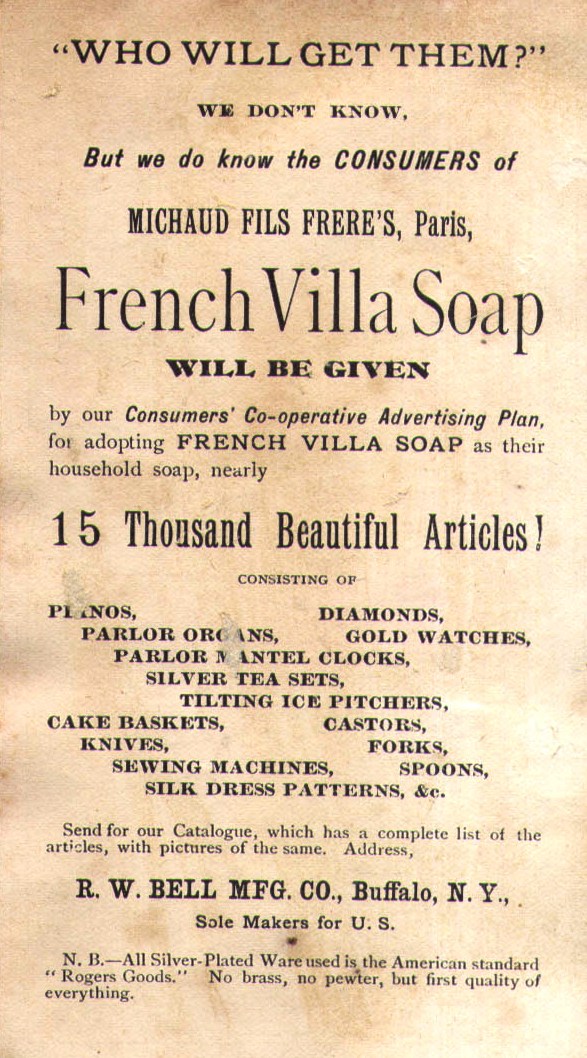 “WHO WILL GET THEM?”
WE DON'T KNOW,
But we do know the CONSUMERS of
MICHAUD FILS FRERE'S, Paris,
French Villa Soap
WILL BE GIVEN
by our Consumers' Co-operative Advertising Plan,
for adopting FRENCH VILLA SOAP as their
household soap, nearly
15 Thousand Beautiful Articles!
CONSISTING OF
PIANOS, DIAMONDS,
PARLOR ORGANS, GOLD WATCHES,
PARLOR MANTEL CLOCKS,
SILVER TEA SETS,
TILTING ICE PITCHERS,
CAKE BASKETS, CASTORS,
KNIVES, FORKS,
SEWING MACHINES, SPOONS,
SILK DRESS PATTERNS, &c.
Send for our Catalogue, which has a complete list of the
articles, with pictures of the same. Address,
R. W. BELL MFG. CO., Buffalo, N. Y.,
Sole Makers for U. S.
N. B.—All Silver-Plated Ware used is the American standard
“Rogers Goods.” No brass, no pewter, but first quality of
everything.